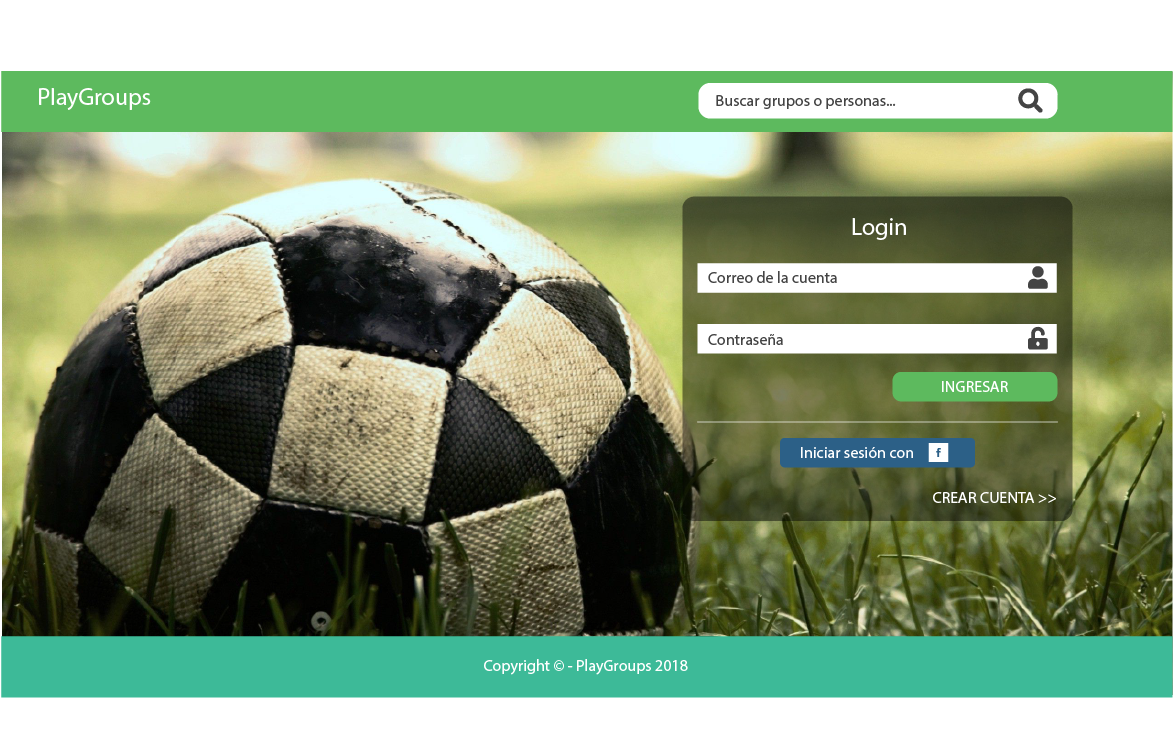 PlayGroups
Buscar grupos o personas...
Login
Correo de la cuenta
Contraseña
INGRESAR
Iniciar sesión con f
CREAR CUENTA >>
Copyright © - PlayGroups 2018